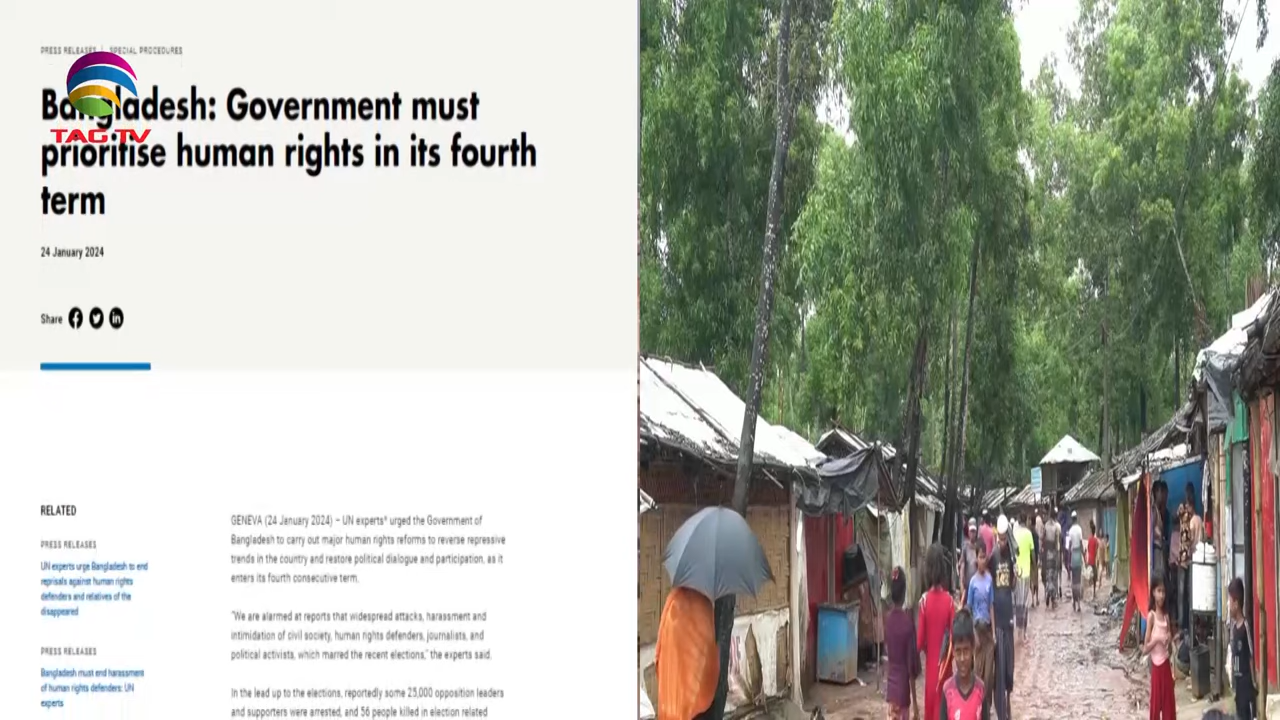 PRESS RELEASES | SPECIAL PROCEDURES
TAG TV
Bangladesh: Government must
prioritise human rights in its fourth
term
24 January 2024
Share
RELATED
PRESS RELEASES
UN experts urge Bangladesh to end
reprisals against human rights
defenders and relatives of the
disappeared
PRESS RELEASES
Bangladesh must end harassment
of human rights defenders: UN
experts
GENEVA (24 January 2024) – UN experts* urged the Government of
Bangladesh to carry out major human rights reforms to reverse repressive
trends in the country and restore political dialogue and participation, as it
enters its fourth consecutive term.
"We are alarmed at reports that widespread attacks, harassment and
intimidation of civil society, human rights defenders, journalists, and
political activists, which marred the recent elections," the experts said.
In the lead up to the elections, reportedly some 25,000 opposition leaders
and supporters were arrested, and 56 people killed in election related